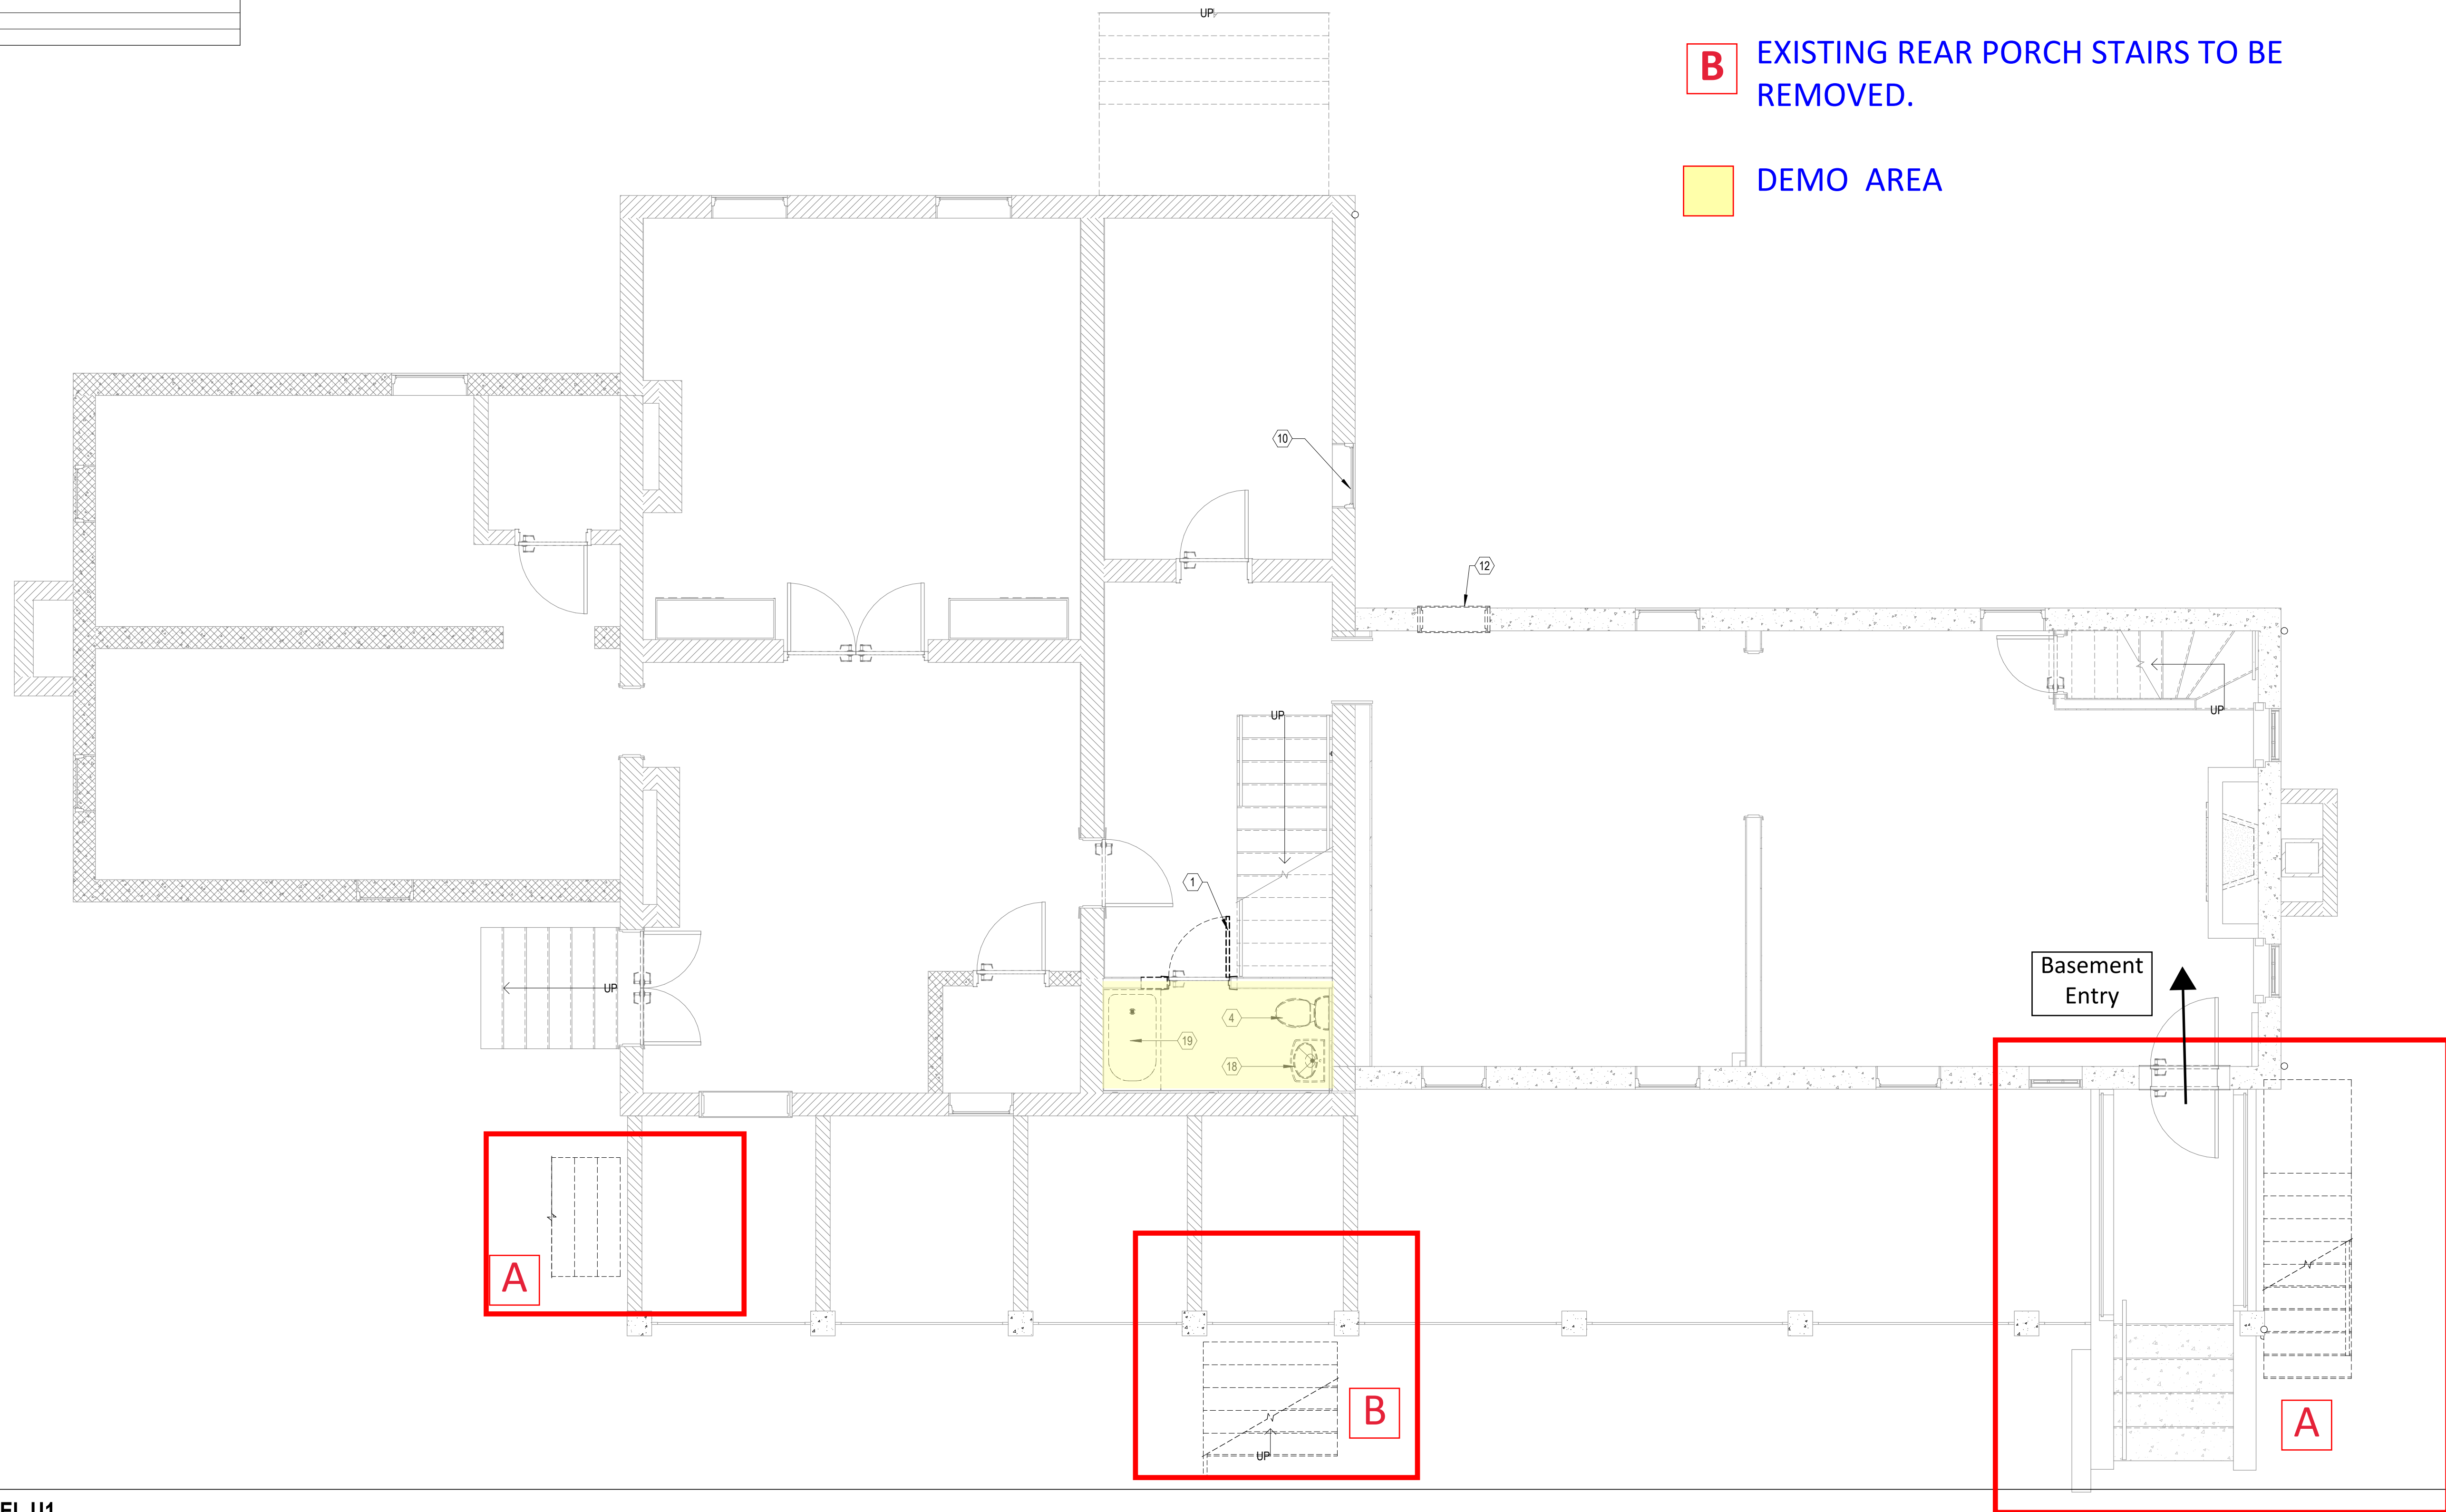 UP
B EXISTING REAR PORCH STAIRS TO BE
REMOVED.
DEMO AREA
10
12
UP
UP
1
Basement
Entry
UP
4
19
18
A
B
A
UP